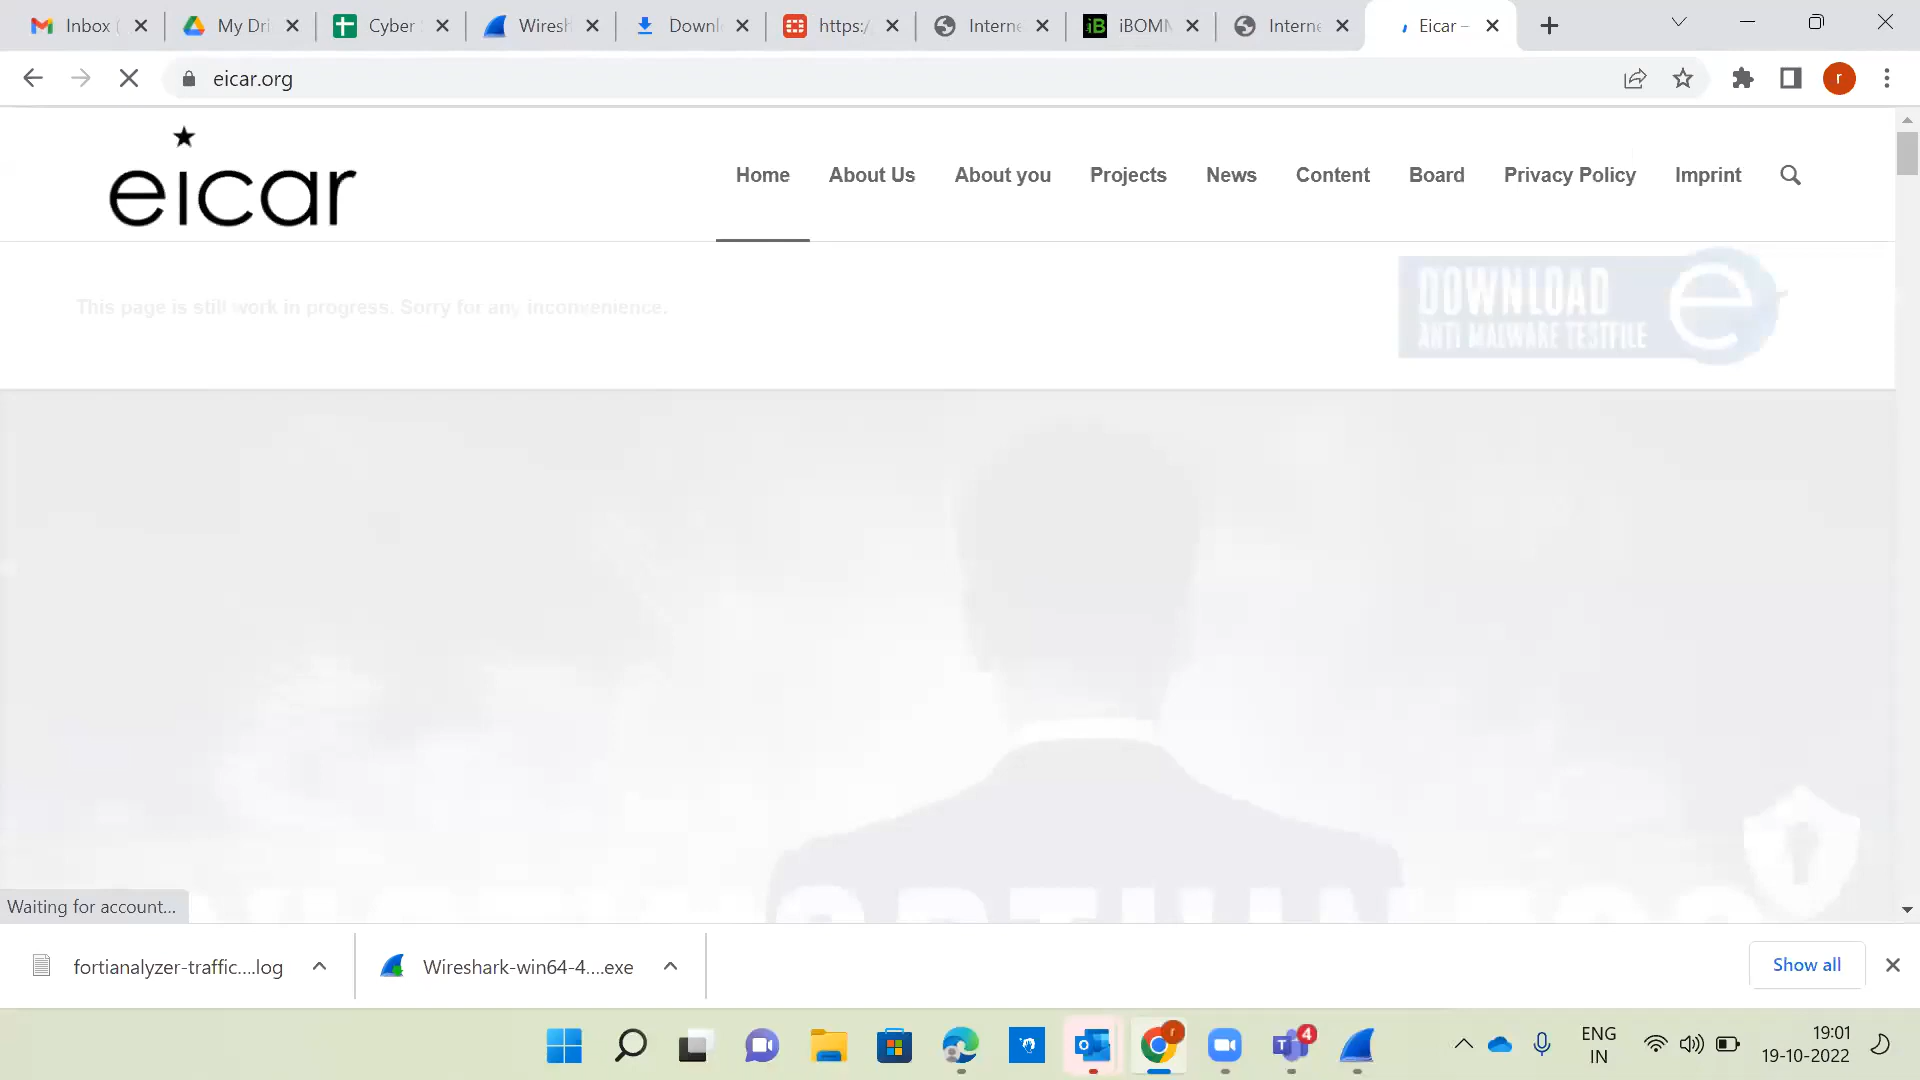 Inbox (
My Dri
Cyber
Wiresh
Downl
https:/
Interne
iB iBOMM
Interne
Eicar –
eicar.org
r
eicar
Home
About Us
About you
Projects
News
Content
Board
Privacy Policy
Imprint
This page is still work in progress. Sorry for any inconvenience.
DOWNLOAD
ANTI MALWARE TESTFILE
Waiting for account...
fortianalyzer-traffic....log
Wireshark-win64-4....exe
Show all
4
ENG
IN
19:01
19-10-2022